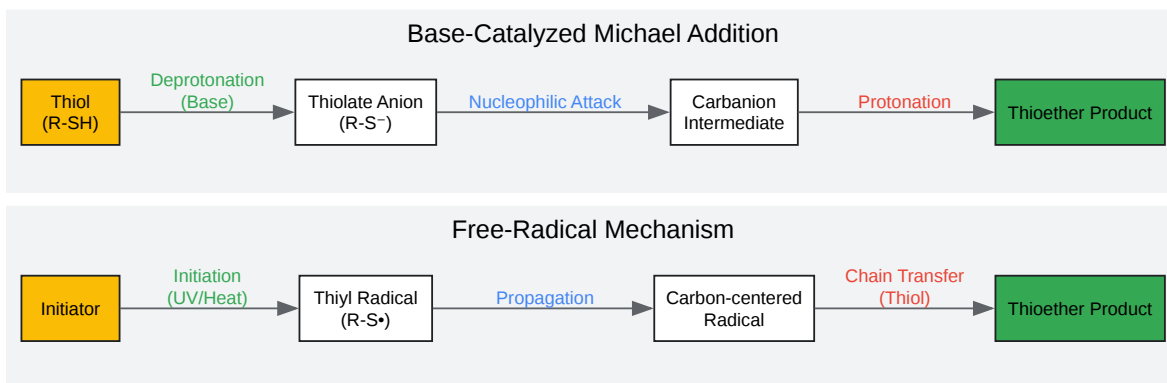 Base-Catalyzed Michael Addition
Thiol
(R-SH)
Deprotonation
(Base)
Thiolate Anion
(R-S⁻)
Nucleophilic Attack
Carbanion
Intermediate
Protonation
Thioether Product
Free-Radical Mechanism
Initiator
Initiation
(UV/Heat)
Thiyl Radical
(R-S•)
Propagation
Carbon-centered
Radical
Chain Transfer
(Thiol)
Thioether Product